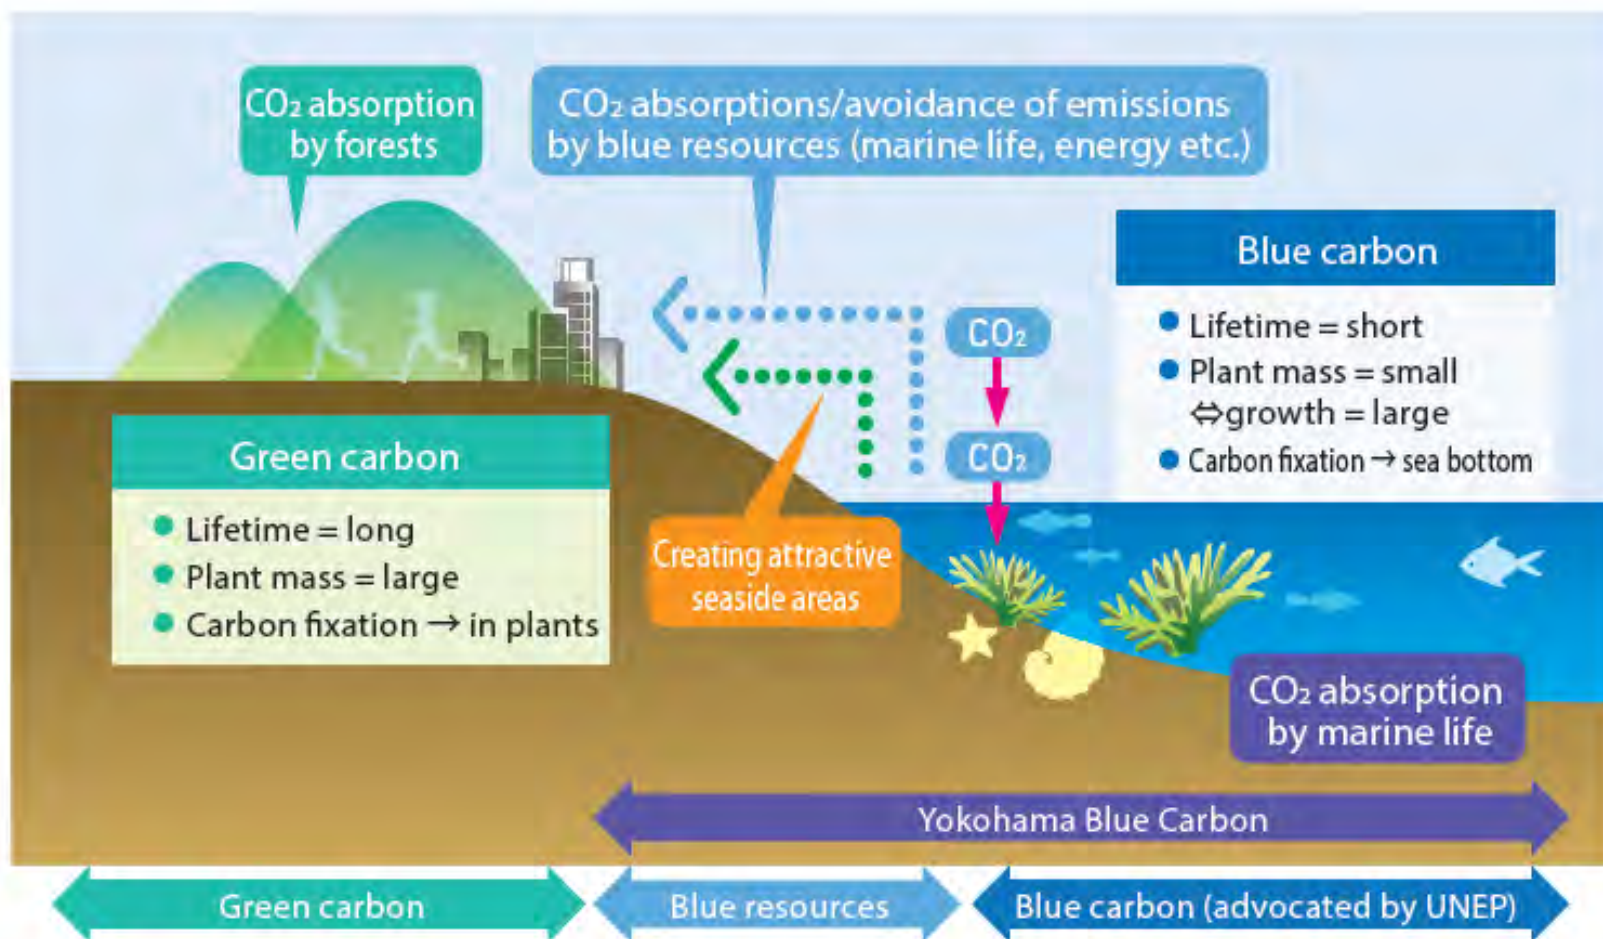 CO₂ absorption
by forests
CO₂ absorptions/avoidance of emissions
by blue resources (marine life, energy etc.)
Blue carbon
● Lifetime = short
● Plant mass = small
⇔growth = large
● Carbon fixation → sea bottom
CO₂
CO₂
Green carbon
● Lifetime = long
● Plant mass = large
● Carbon fixation → in plants
Creating attractive
seaside areas
CO₂ absorption
by marine life
Yokohama Blue Carbon
Green carbon
Blue resources
Blue carbon (advocated by UNEP)